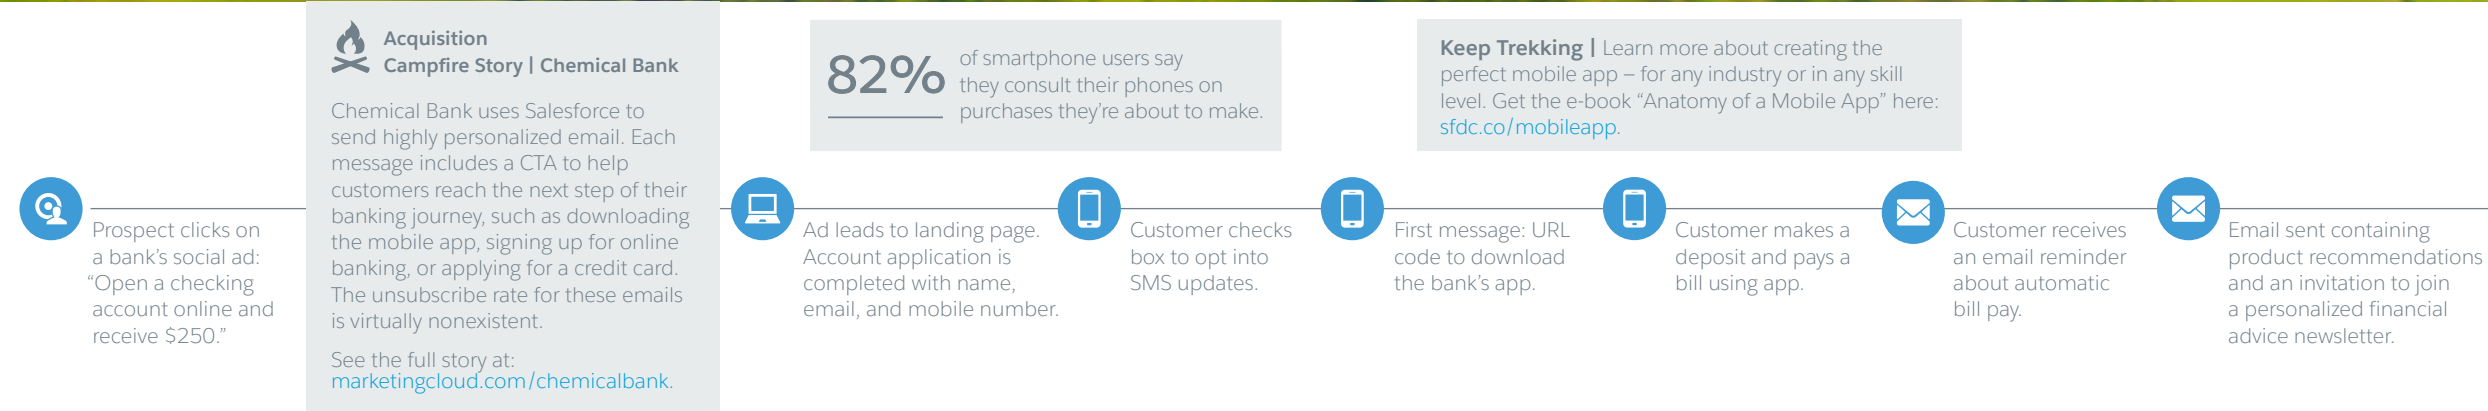 Acquisition
Campfire Story | Chemical Bank
Chemical Bank uses Salesforce to
send highly personalized email. Each
message includes a CTA to help
customers reach the next step of their
banking journey, such as downloading
the mobile app, signing up for online
banking, or applying for a credit card.
The unsubscribe rate for these emails
is virtually nonexistent.
See the full story at:
marketingcloud.com/chemicalbank.
82%
of smartphone users say
they consult their phones on
purchases they’re about to make.
Keep Trekking | Learn more about creating the
perfect mobile app – for any industry or in any skill
level. Get the e-book “Anatomy of a Mobile App” here:
sfdc.co/mobileapp.
Prospect clicks on
a bank’s social ad:
“Open a checking
account online and
receive $250.”
Ad leads to landing page.
Account application is
completed with name,
email, and mobile number.
Customer checks
box to opt into
SMS updates.
First message: URL
code to download
the bank’s app.
Customer makes a
deposit and pays a
bill using app.
Customer receives
an email reminder
about automatic
bill pay.
Email sent containing
product recommendations
and an invitation to join
a personalized financial
advice newsletter.